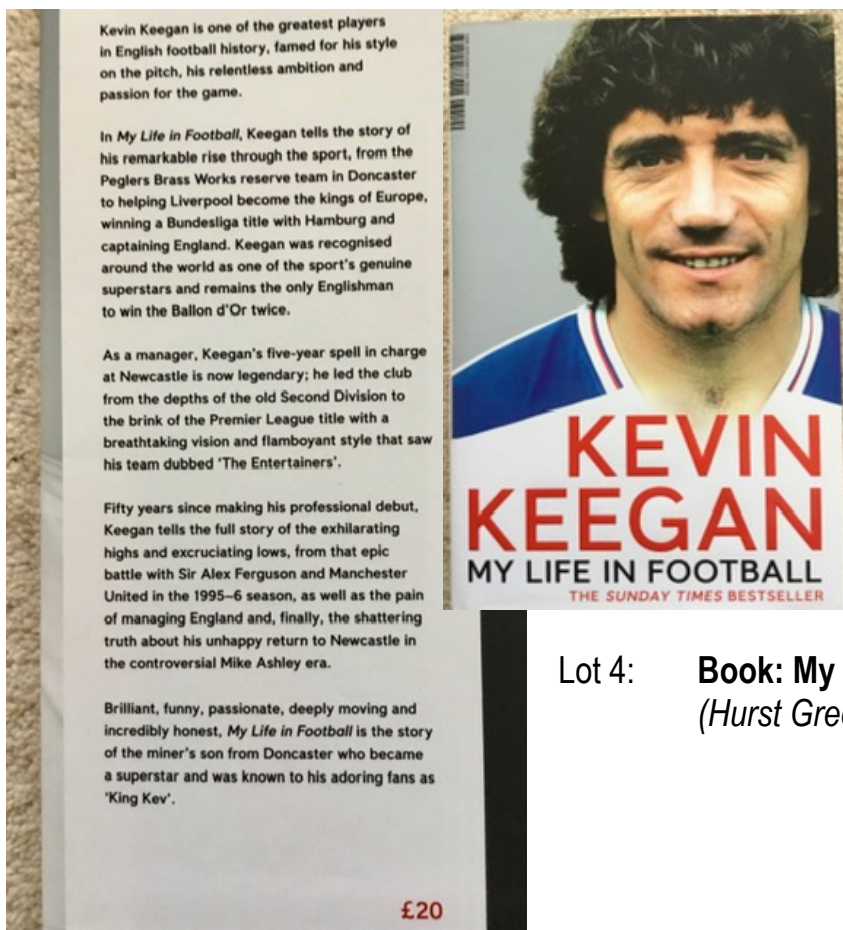 Kevin Keegan is one of the greatest players
in English football history, famed for his style
on the pitch, his relentless ambition and
passion for the game.
In My Life in Football, Keegan tells the story of
his remarkable rise through the sport, from the
Peglers Brass Works reserve team in Doncaster
to helping Liverpool become the kings of Europe,
winning a Bundesliga title with Hamburg and
captaining England. Keegan was recognised
around the world as one of the sport's genuine
superstars and remains the only Englishman
to win the Ballon d'Or twice.
As a manager, Keegan's five-year spell in charge
at Newcastle is now legendary; he led the club
from the depths of the old Second Division to
the brink of the Premier League title with a
breathtaking vision and flamboyant style that saw
his team dubbed 'The Entertainers'.
Fifty years since making his professional debut,
Keegan tells the full story of the exhilarating
highs and excruciating lows, from that epic
battle with Sir Alex Ferguson and Manchester
United in the 1995–6 season, as well as the pain
of managing England and, finally, the shattering
truth about his unhappy return to Newcastle in
the controversial Mike Ashley era.
Brilliant, funny, passionate, deeply moving and
incredibly honest, My Life in Football is the story
of the miner's son from Doncaster who became
a superstar and was known to his adoring fans as
'King Kev'.
£20
KEVIN
KEEGAN
MY LIFE IN FOOTBALL
THE SUNDAY TIMES BESTSELLER
Lot 4: Book: My
(Hurst Gre